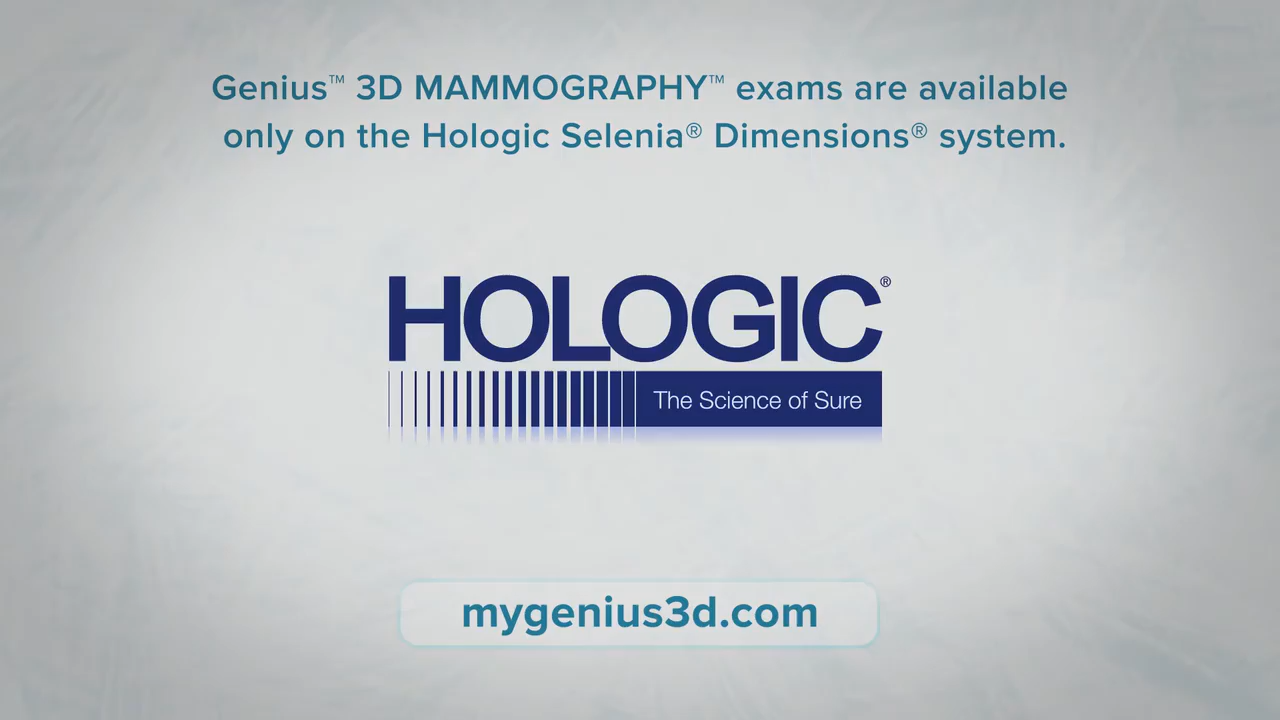 Genius™ 3D MAMMOGRAPHY™ exams are available
only on the Hologic Selenia® Dimensions® system.
HOLOGIC®
The Science of Sure
mygenius3d.com